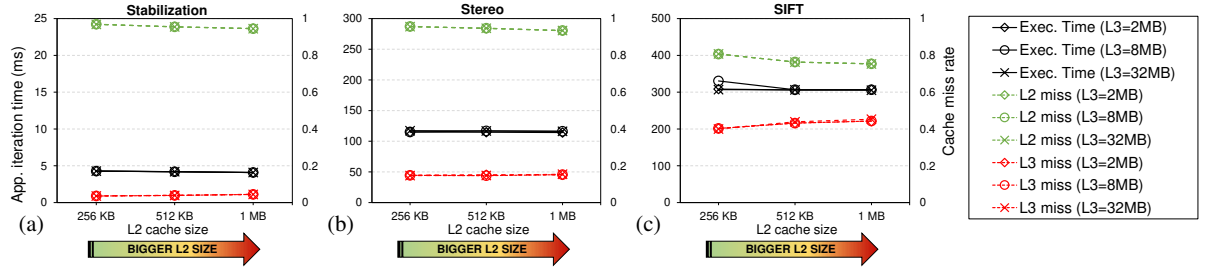 Stabilization
App. iteration time (ms)
25
20
15
10
5
0
1
0.8
0.6
0.4
0.2
0
256 KB 512 KB 1 MB
L2 cache size
(a)
BIGGER L2 SIZE
Stereo
300
250
200
150
100
50
0
1
0.8
0.6
0.4
0.2
0
256 KB 512 KB 1 MB
L2 cache size
(b)
BIGGER L2 SIZE
SIFT
500
400
300
200
100
0
1
0.8
0.6
0.4
0.2
0
Cache miss rate
256 KB 512 KB 1 MB
L2 cache size
(c)
BIGGER L2 SIZE
Exec. Time (L3=2MB)
Exec. Time (L3=8MB)
Exec. Time (L3=32MB)
L2 miss (L3=2MB)
L2 miss (L3=8MB)
L2 miss (L3=32MB)
L3 miss (L3=2MB)
L3 miss (L3=8MB)
L3 miss (L3=32MB)